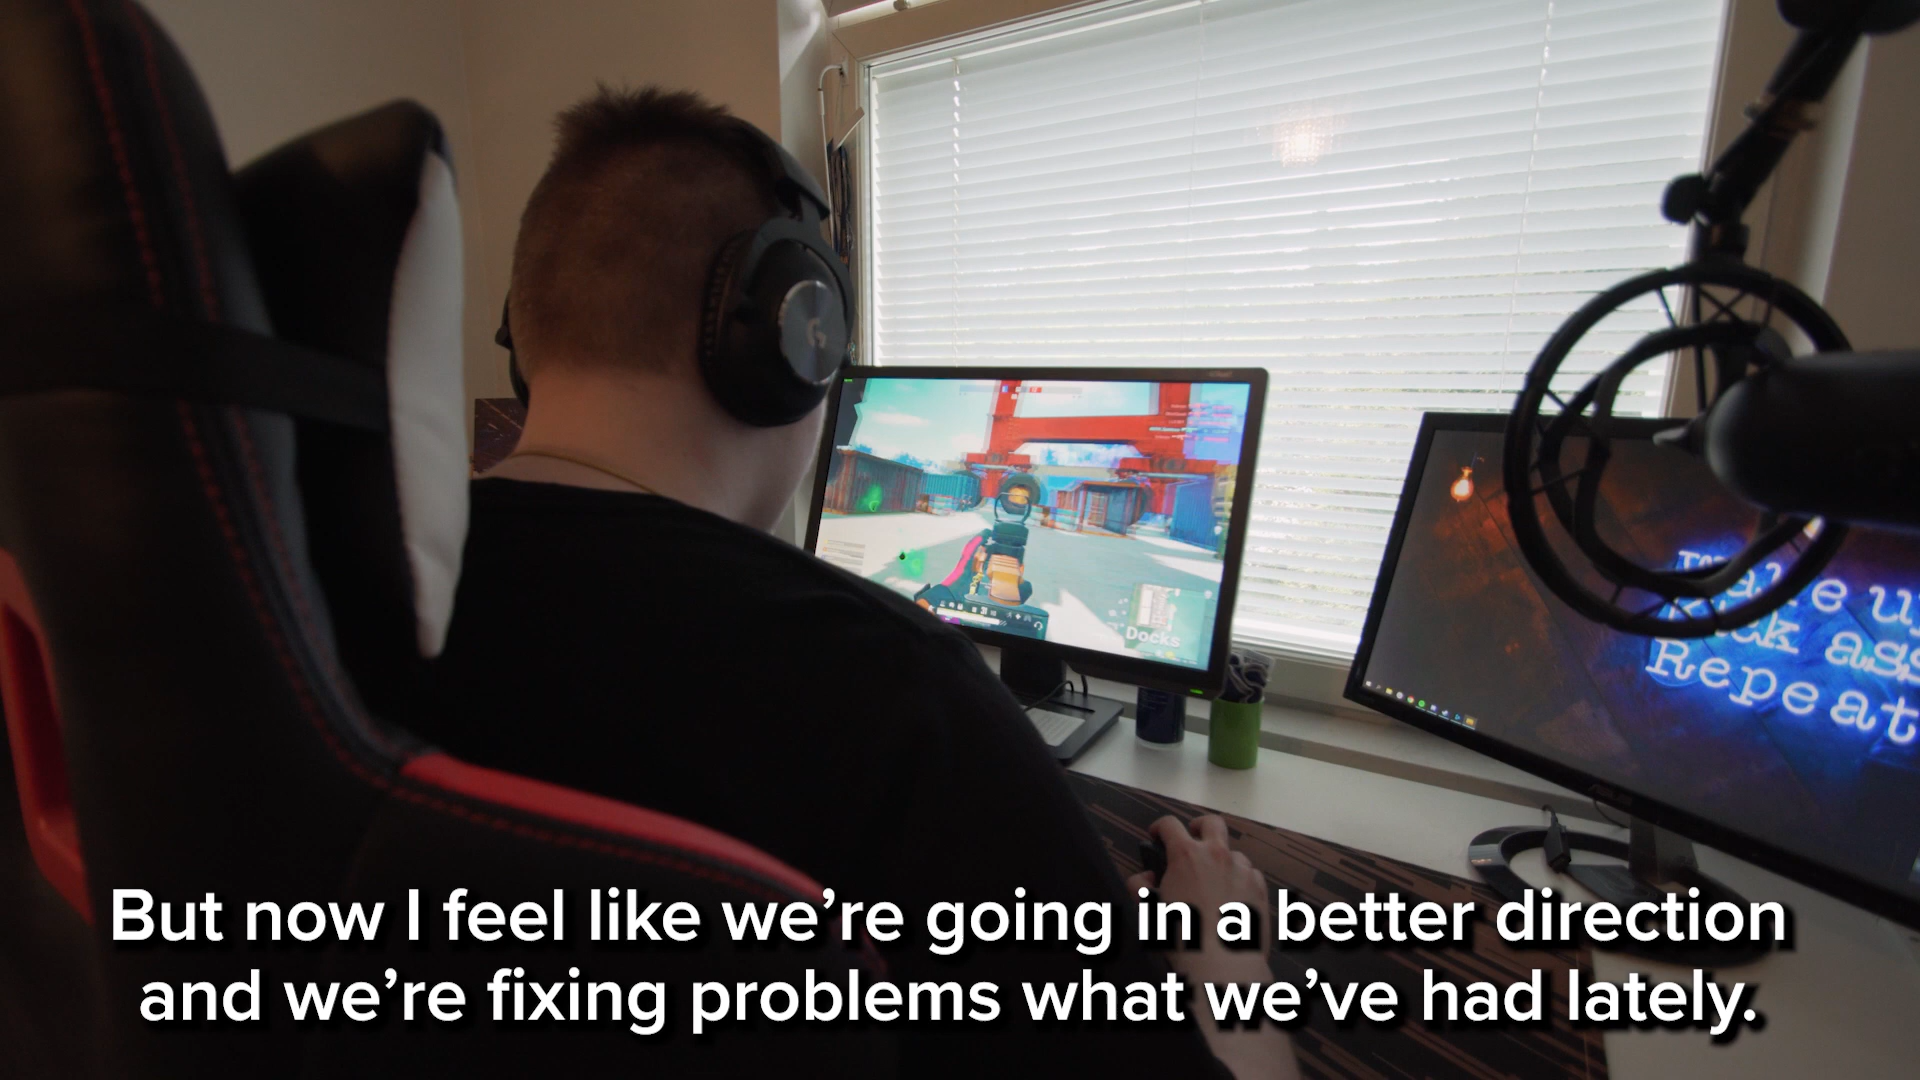 Docks
ass
Repeat
But now I feel like we’re going in a better direction
and we’re fixing problems what we’ve had lately.